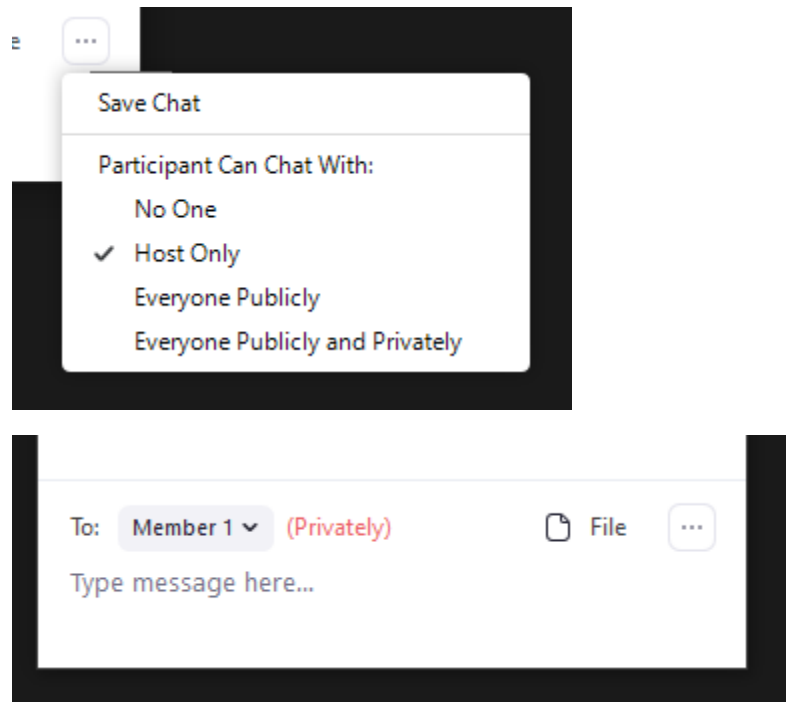 e ...
Save Chat
Participant Can Chat With:
No One
Host Only
Everyone Publicly
Everyone Publicly and Privately
To: Member 1 (Privately) File ...
Type message here...